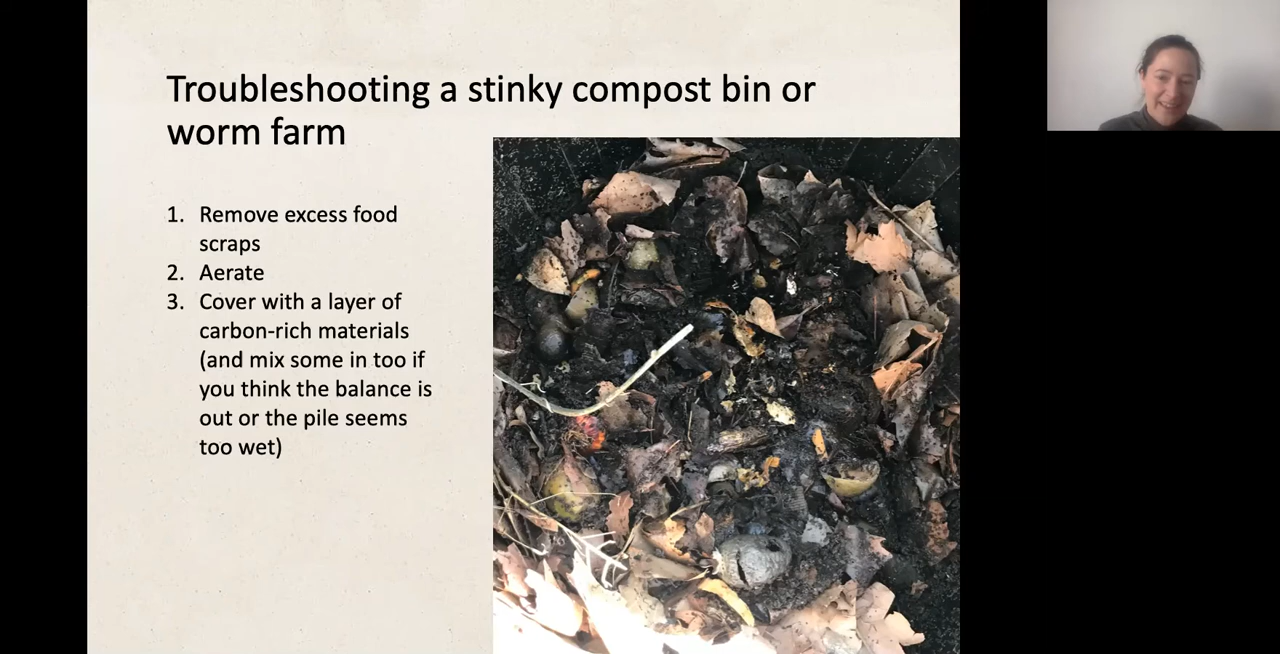 Troubleshooting a stinky compost bin or
worm farm
1. Remove excess food
scraps
2. Aerate
3. Cover with a layer of
carbon-rich materials
(and mix some in too if
you think the balance is
out or the pile seems
too wet)